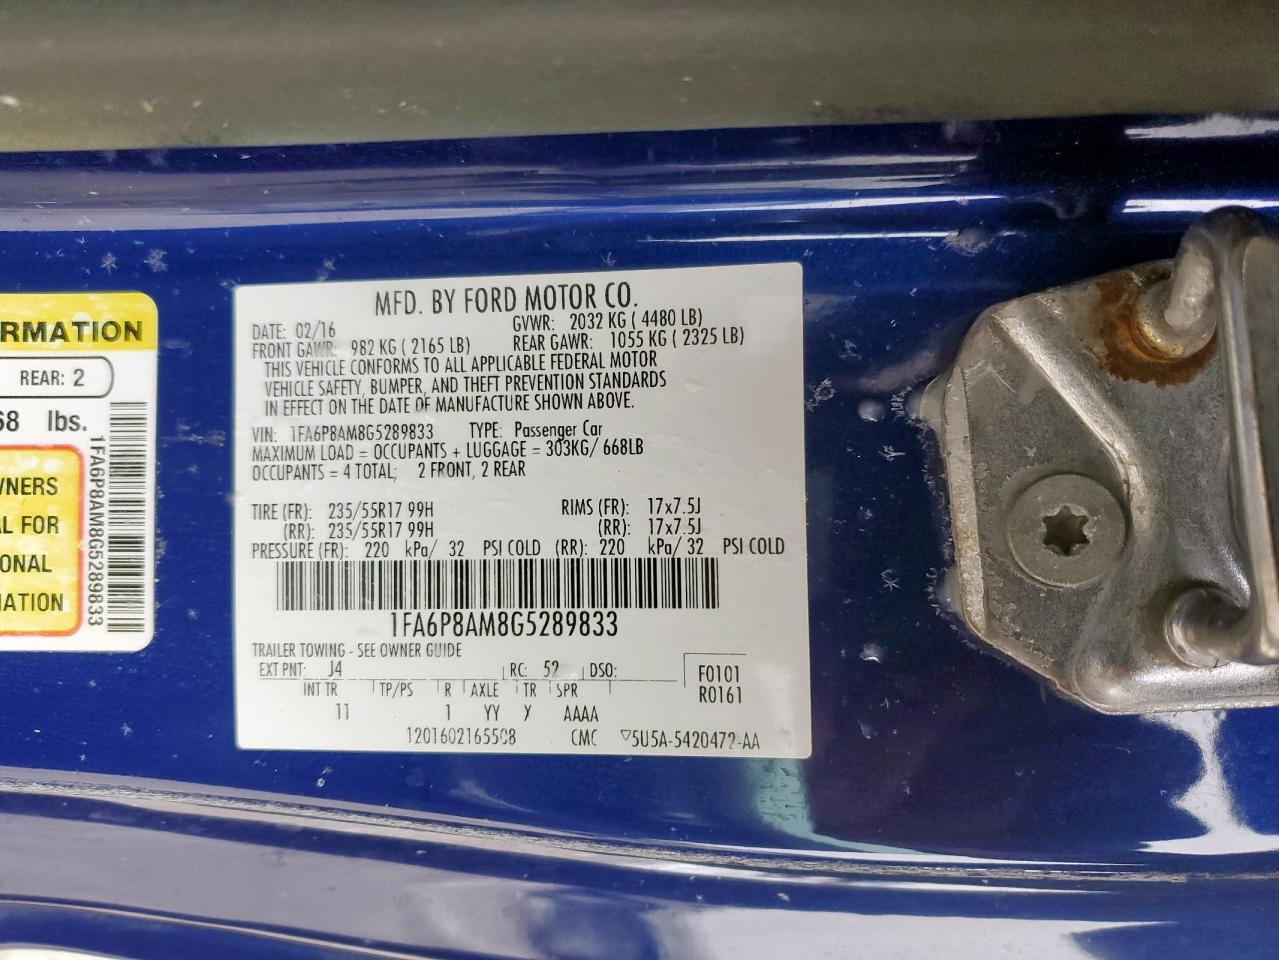 RMATION
REAR: 2
68 lbs.
WNERS
AL FOR
ONAL
MATION
1FA6P8AM8G5289833
MFD. BY FORD MOTOR CO.
DATE: 02/16 GVWR: 2032 KG ( 4480 LB)
FRONT GAWR: 982 KG ( 2165 LB) REAR GAWR: 1055 KG ( 2325 LB)
THIS VEHICLE CONFORMS TO ALL APPLICABLE FEDERAL MOTOR
VEHICLE SAFETY, BUMPER, AND THEFT PREVENTION STANDARDS
IN EFFECT ON THE DATE OF MANUFACTURE SHOWN ABOVE.
VIN: 1FA6P8AM8G5289833 TYPE: Passenger Car
MAXIMUM LOAD = OCCUPANTS + LUGGAGE = 303KG/ 668LB
OCCUPANTS = 4 TOTAL; 2 FRONT, 2 REAR
TIRE (FR): 235/55R17 99H RIMS (FR): 17x7.5J
(RR): 235/55R17 99H (RR): 17x7.5J
PRESSURE (FR): 220 kPa/ 32 PSI COLD (RR): 220 kPa/ 32 PSI COLD
1FA6P8AM8G5289833
TRAILER TOWING - SEE OWNER GUIDE
EXT PNT: J4 RC: 52 DSO: F0101
INT TR TP/PS R AXLE TR SPR R0161
11 1 YY Y AAAA
1201602165508 CMC ▽5U5A-5420472-AA